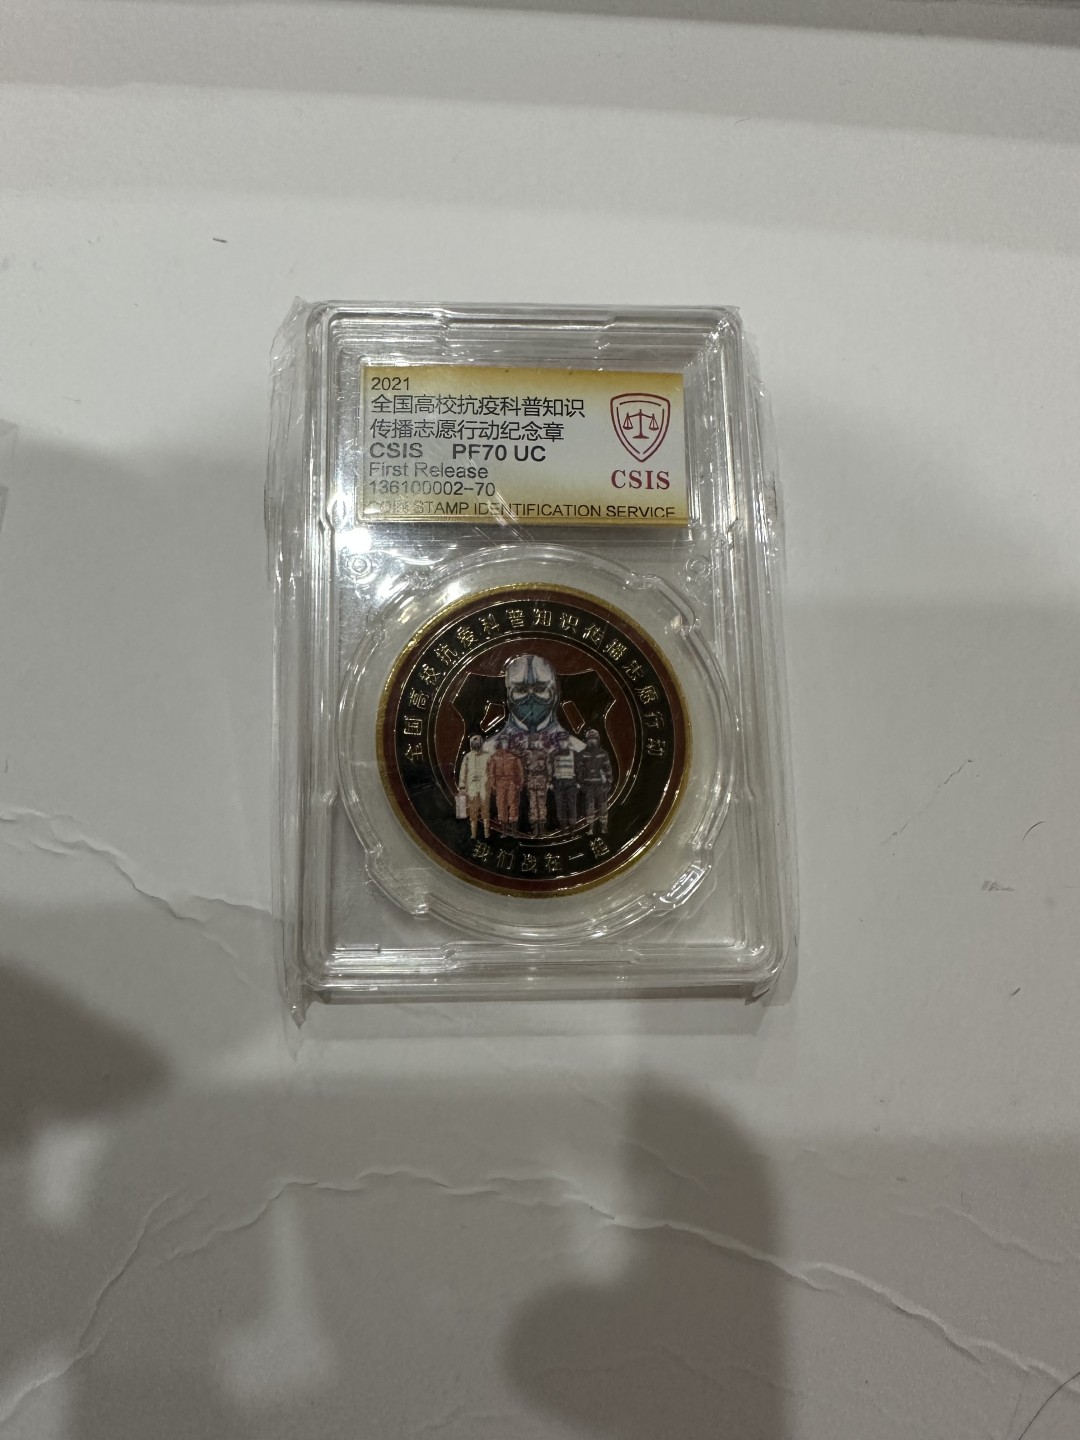 2021
全国高校抗疫科普知识
传播志愿行动纪念章
CSIS PF70 UC
First Release
136100002-70
COIN STAMP IDENTIFICATION SERVICE
CSIS
全国高校抗疫科普知识传播志愿行动
我们战在一起